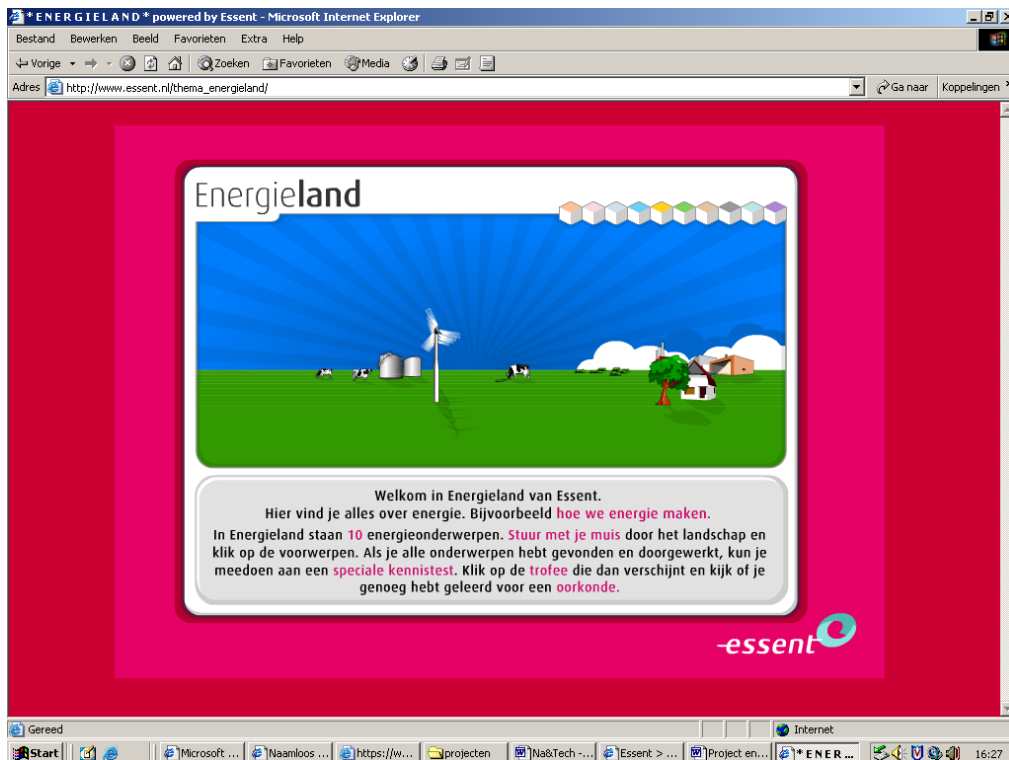 * E N E R G I E L A N D * powered by Essent - Microsoft Internet Explorer
Bestand Bewerken Beeld Favorieten Extra Help
Vorige Zoeken Favorieten Media
Adres http://www.essent.nl/thema_energieland/ Ga naar Koppelingen
Energieland
Welkom in Energieland van Essent.
Hier vind je alles over energie. Bijvoorbeeld hoe we energie maken.
In Energieland staan 10 energieonderwerpen. Stuur met je muis door het landschap en
klik op de voorwerpen. Als je alle onderwerpen hebt gevonden en doorgewerkt, kun je
meedoen aan een speciale kennistest. Klik op de trofee die dan verschijnt en kijk of je
genoeg hebt geleerd voor een oorkonde.
essent
Gereed Internet
Start Microsoft ... Naamloos ... https://w... projecten Na&Tech -... Essent > ... Project en... * E N E R ... 16:27